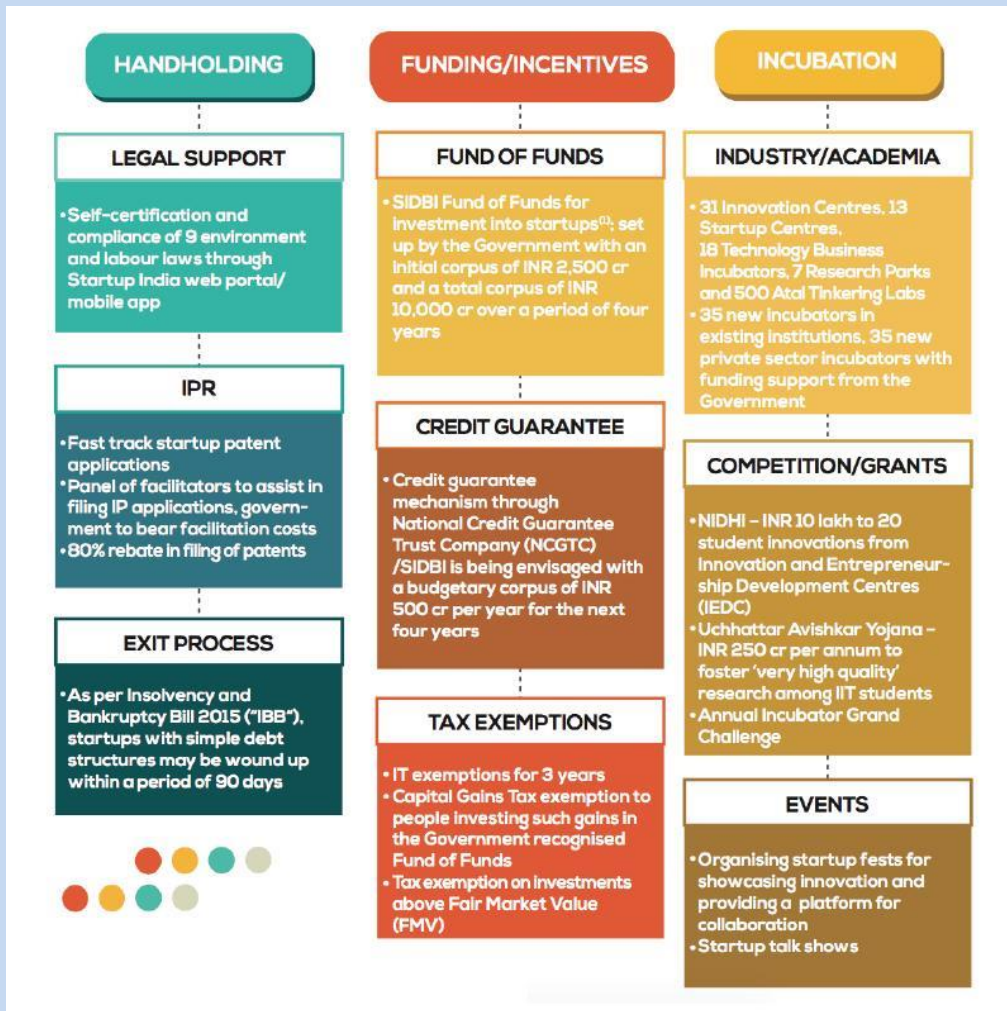 HANDHOLDING
LEGAL SUPPORT
•Self-certification and
compliance of 9 environment
and labour laws through
Startup India web portal/
mobile app
IPR
•Fast track startup patent
applications
•Panel of facilitators to assist in
filing IP applications, govern-
ment to bear facilitation costs
•80% rebate in filing of patents
EXIT PROCESS
•As per Insolvency and
Bankruptcy Bill 2015 ("IBB"),
startups with simple debt
structures may be wound up
within a period of 90 days
FUNDING/INCENTIVES
FUND OF FUNDS
•SIDBI Fund of Funds for
investment into startups(1); set
up by the Government with an
initial corpus of INR 2,500 cr
and a total corpus of INR
10,000 cr over a period of four
years
CREDIT GUARANTEE
•Credit guarantee
mechanism through
National Credit Guarantee
Trust Company (NCGTC)
/SIDBI is being envisaged with
a budgetary corpus of INR
500 cr per year for the next
four years
TAX EXEMPTIONS
•IT exemptions for 3 years
•Capital Gains Tax exemption to
people investing such gains in
the Government recognised
Fund of Funds
•Tax exemption on investments
above Fair Market Value
(FMV)
INCUBATION
INDUSTRY/ACADEMIA
•31 Innovation Centres, 13
Startup Centres,
18 Technology Business
Incubators, 7 Research Parks
and 500 Atal Tinkering Labs
•35 new incubators in
existing institutions, 35 new
private sector incubators with
funding support from the
Government
COMPETITION/GRANTS
•NIDHI – INR 10 lakh to 20
student innovations from
Innovation and Entrepreneur-
ship Development Centres
(IEDC)
•Uchhattar Avishkar Yojana –
INR 250 cr per annum to
foster 'very high quality'
research among IIT students
•Annual Incubator Grand
Challenge
EVENTS
•Organising startup fests for
showcasing innovation and
providing a platform for
collaboration
•Startup talk shows